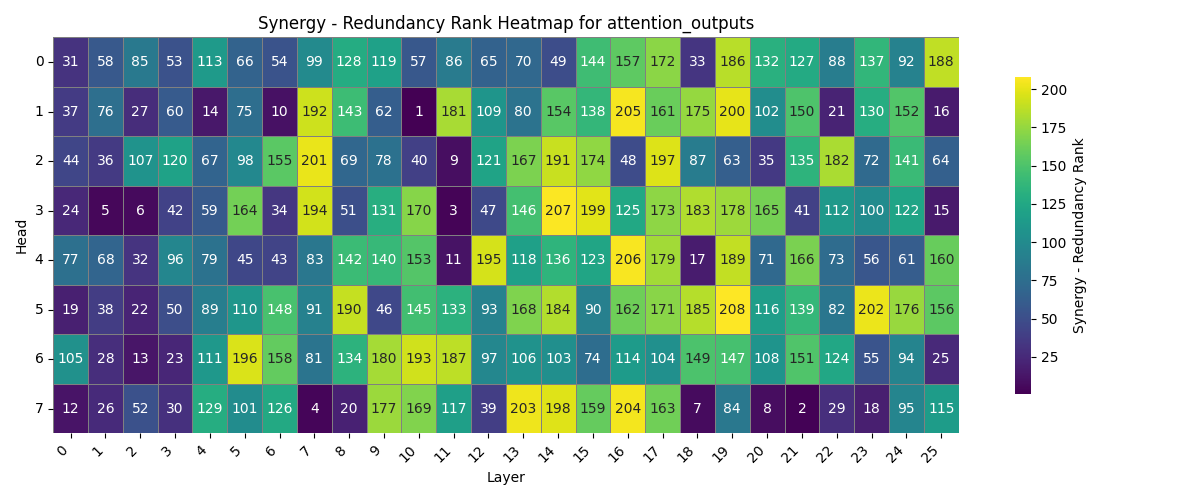 Synergy - Redundancy Rank Heatmap for attention_outputs
0 31 58 85 53 113 66 54 99 128 119 57 86 65 70 49 144 157 172 33 186 132 127 88 137 92 188
1 37 76 27 60 14 75 10 192 143 62 1 181 109 80 154 138 205 161 175 200 102 150 21 130 152 16
2 44 36 107 120 67 98 155 201 69 78 40 9 121 167 191 174 48 197 87 63 35 135 182 72 141 64
3 24 5 6 42 59 164 34 194 51 131 170 3 47 146 207 199 125 173 183 178 165 41 112 100 122 15
4 77 68 32 96 79 45 43 83 142 140 153 11 195 118 136 123 206 179 17 189 71 166 73 56 61 160
5 19 38 22 50 89 110 148 91 190 46 145 133 93 168 184 90 162 171 185 208 116 139 82 202 176 156
6 105 28 13 23 111 196 158 81 134 180 193 187 97 106 103 74 114 104 149 147 108 151 124 55 94 25
7 12 26 52 30 129 101 126 4 20 177 169 117 39 203 198 159 204 163 7 84 8 2 29 18 95 115
0 1 2 3 4 5 6 7 8 9 10 11 12 13 14 15 16 17 18 19 20 21 22 23 24 25
Layer
Head
200
175
150
125
100
75
50
25
Synergy - Redundancy Rank